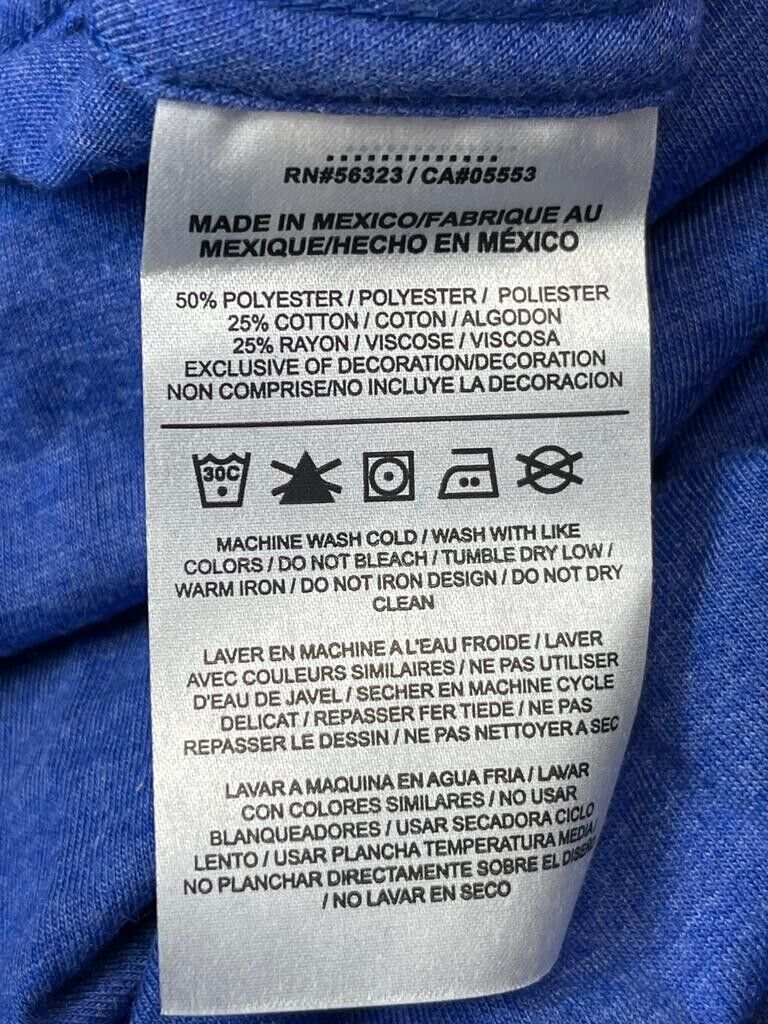 RN#56323 / CA#05553
MADE IN MEXICO/FABRIQUE AU
MEXIQUE/HECHO EN MÉXICO
50% POLYESTER / POLYESTER / POLIESTER
25% COTTON / COTON / ALGODON
25% RAYON / VISCOSE / VISCOSA
EXCLUSIVE OF DECORATION/DECORATION
NON COMPRISE/NO INCLUYE LA DECORACION
30C
MACHINE WASH COLD / WASH WITH LIKE
COLORS / DO NOT BLEACH / TUMBLE DRY LOW /
WARM IRON / DO NOT IRON DESIGN / DO NOT DRY
CLEAN
LAVER EN MACHINE A L'EAU FROIDE / LAVER
AVEC COULEURS SIMILAIRES / NE PAS UTILISER
D'EAU DE JAVEL / SECHER EN MACHINE CYCLE
DELICAT / REPASSER FER TIEDE / NE PAS
REPASSER LE DESSIN / NE PAS NETTOYER A SEC
LAVAR A MAQUINA EN AGUA FRIA / LAVAR
CON COLORES SIMILARES / NO USAR
BLANQUEADORES / USAR SECADORA CICLO
LENTO / USAR PLANCHA TEMPERATURA MEDIA
NO PLANCHAR DIRECTAMENTE SOBRE EL DISEÑO
/ NO LAVAR EN SECO